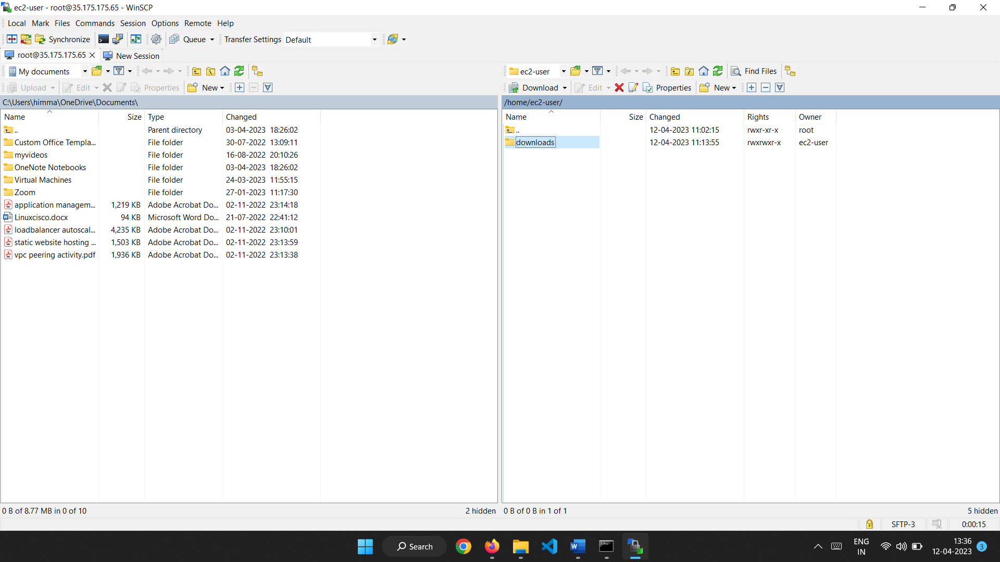 ec2-user - root@35.175.175.65 - WinSCP
Local Mark Files Commands Session Options Remote Help
Synchronize Queue Transfer Settings Default
root@35.175.175.65 New Session
My documents
Upload Edit Properties New
C:\Users\himma\OneDrive\Documents\
Name Size Type Changed
.. Parent directory 03-04-2023 18:26:02
Custom Office Templa... File folder 30-07-2022 13:09:11
myvideos File folder 16-08-2022 20:10:26
OneNote Notebooks File folder 03-04-2023 18:26:02
Virtual Machines File folder 24-03-2023 11:55:15
Zoom File folder 27-01-2023 11:17:30
application managem... 1,219 KB Adobe Acrobat Do... 02-11-2022 23:14:18
Linuxcisco.docx 94 KB Microsoft Word Do... 21-07-2022 22:41:12
loadbalancer autoscal... 4,235 KB Adobe Acrobat Do... 02-11-2022 23:10:01
static website hosting ... 1,503 KB Adobe Acrobat Do... 02-11-2022 23:13:59
vpc peering activity.pdf 1,936 KB Adobe Acrobat Do... 02-11-2022 23:13:38
0 B of 8.77 MB in 0 of 10 2 hidden
ec2-user Find Files
Download Edit Properties New
/home/ec2-user/
Name Size Changed Rights Owner
.. 12-04-2023 11:02:15 rwxr-xr-x root
downloads 12-04-2023 11:13:55 rwxrwxr-x ec2-user
0 B of 0 B in 1 of 1 5 hidden
SFTP-3 0:00:15
Search
ENG
IN
13:36
12-04-2023
3